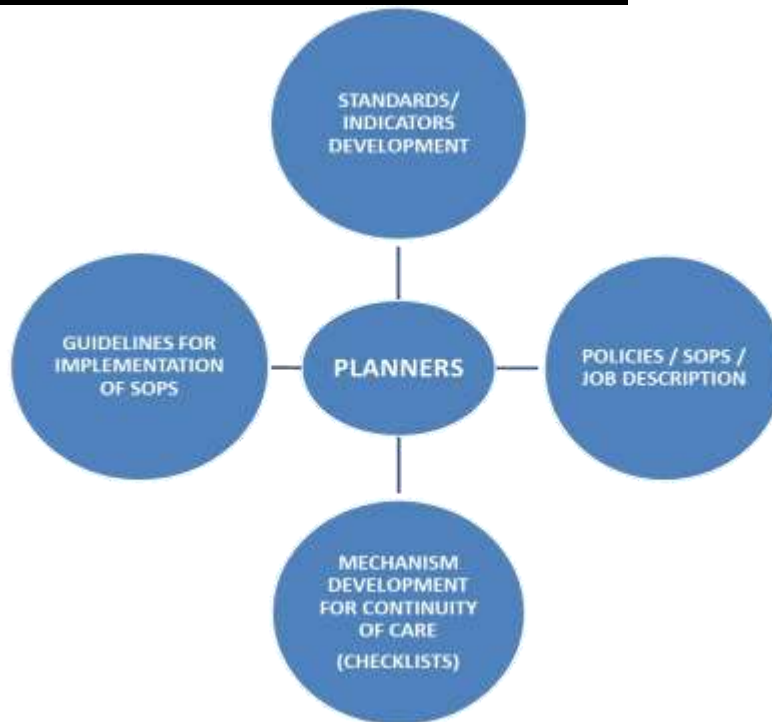 STANDARDS/
INDICATORS
DEVELOPMENT
GUIDELINES FOR
IMPLEMENTATION
OF SOPS
PLANNERS
POLICIES / SOPS /
JOB DESCRIPTION
MECHANISM
DEVELOPMENT
FOR CONTINUITY
OF CARE
(CHECKLISTS)